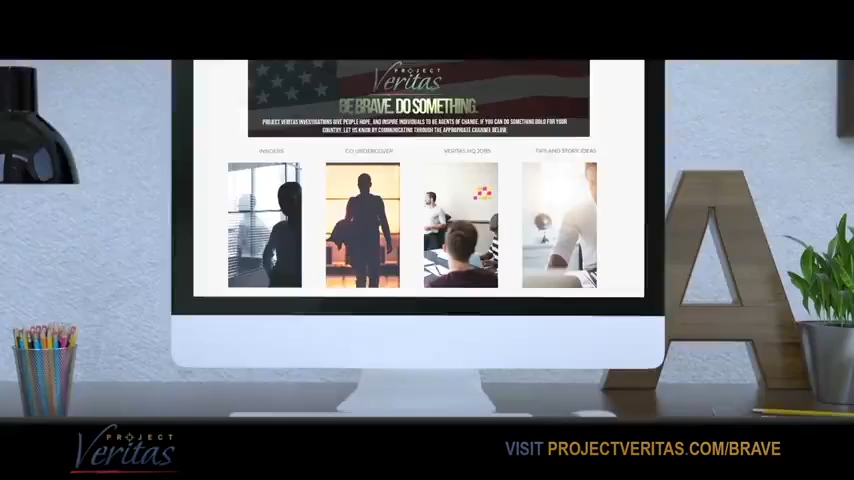 PROJECT
Veritas
BE BRAVE. DO SOMETHING.
PROJECT VERITAS INVESTIGATIONS GIVE PEOPLE HOPE, AND INSPIRE INDIVIDUALS TO BE AGENTS OF CHANGE. IF YOU CAN DO SOMETHING BOLD FOR YOUR
COUNTRY, LET US KNOW BY COMMUNICATING THROUGH THE APPROPRIATE CHANNEL BELOW.
INSIDERS
GO UNDERCOVER
VERITAS HQ JOBS
TIPS AND STORY IDEAS
A
PROJECT
Veritas
VISIT PROJECTVERITAS.COM/BRAVE